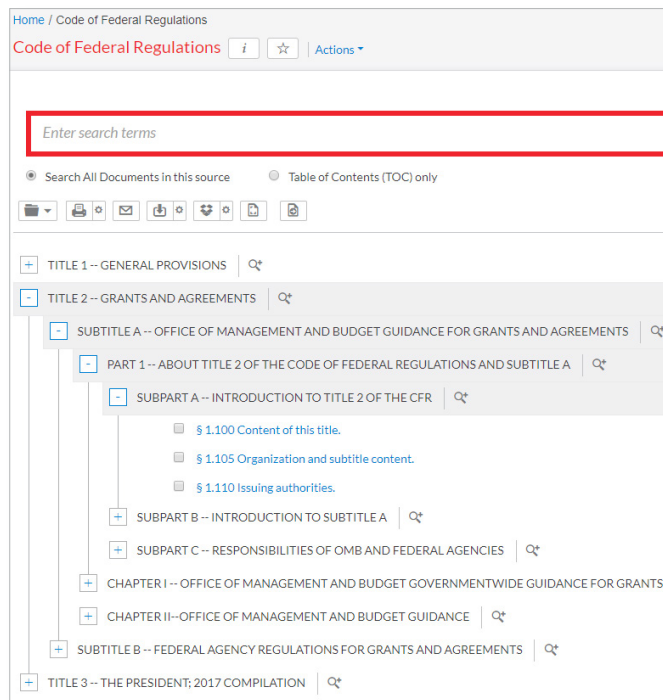 Home / Code of Federal Regulations
Code of Federal Regulations i Actions
Enter search terms
Search All Documents in this source Table of Contents (TOC) only
+ TITLE 1 -- GENERAL PROVISIONS
- TITLE 2 -- GRANTS AND AGREEMENTS
- SUBTITLE A -- OFFICE OF MANAGEMENT AND BUDGET GUIDANCE FOR GRANTS AND AGREEMENTS
- PART 1 -- ABOUT TITLE 2 OF THE CODE OF FEDERAL REGULATIONS AND SUBTITLE A
- SUBPART A -- INTRODUCTION TO TITLE 2 OF THE CFR
§ 1.100 Content of this title.
§ 1.105 Organization and subtitle content.
§ 1.110 Issuing authorities.
+ SUBPART B -- INTRODUCTION TO SUBTITLE A
+ SUBPART C -- RESPONSIBILITIES OF OMB AND FEDERAL AGENCIES
+ CHAPTER I -- OFFICE OF MANAGEMENT AND BUDGET GOVERNMENTWIDE GUIDANCE FOR GRANTS
+ CHAPTER II--OFFICE OF MANAGEMENT AND BUDGET GUIDANCE
+ SUBTITLE B -- FEDERAL AGENCY REGULATIONS FOR GRANTS AND AGREEMENTS
+ TITLE 3 -- THE PRESIDENT; 2017 COMPILATION